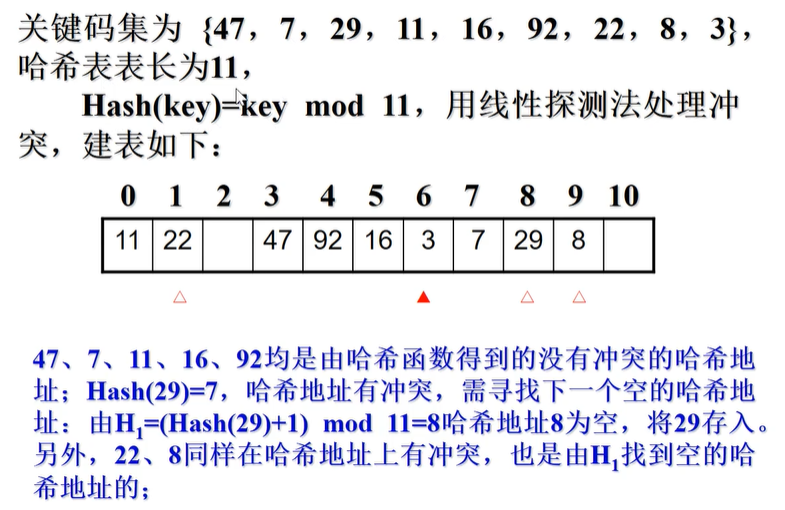 关键码集为 {47，7，29，11，16，92，22，8，3}，
哈希表表长为11，
Hash(key)=key mod 11，用线性探测法处理冲
突，建表如下：
0 1 2 3 4 5 6 7 8 9 10
11 22 47 92 16 3 7 29 8
△ ▲ △ △
47、7、11、16、92均是由哈希函数得到的没有冲突的哈希地
址；Hash(29)=7，哈希地址有冲突，需寻找下一个空的哈希地
址：由H₁=(Hash(29)+1) mod 11=8哈希地址8为空，将29存入。
另外，22、8同样在哈希地址上有冲突，也是由H₁找到空的哈
希地址的；